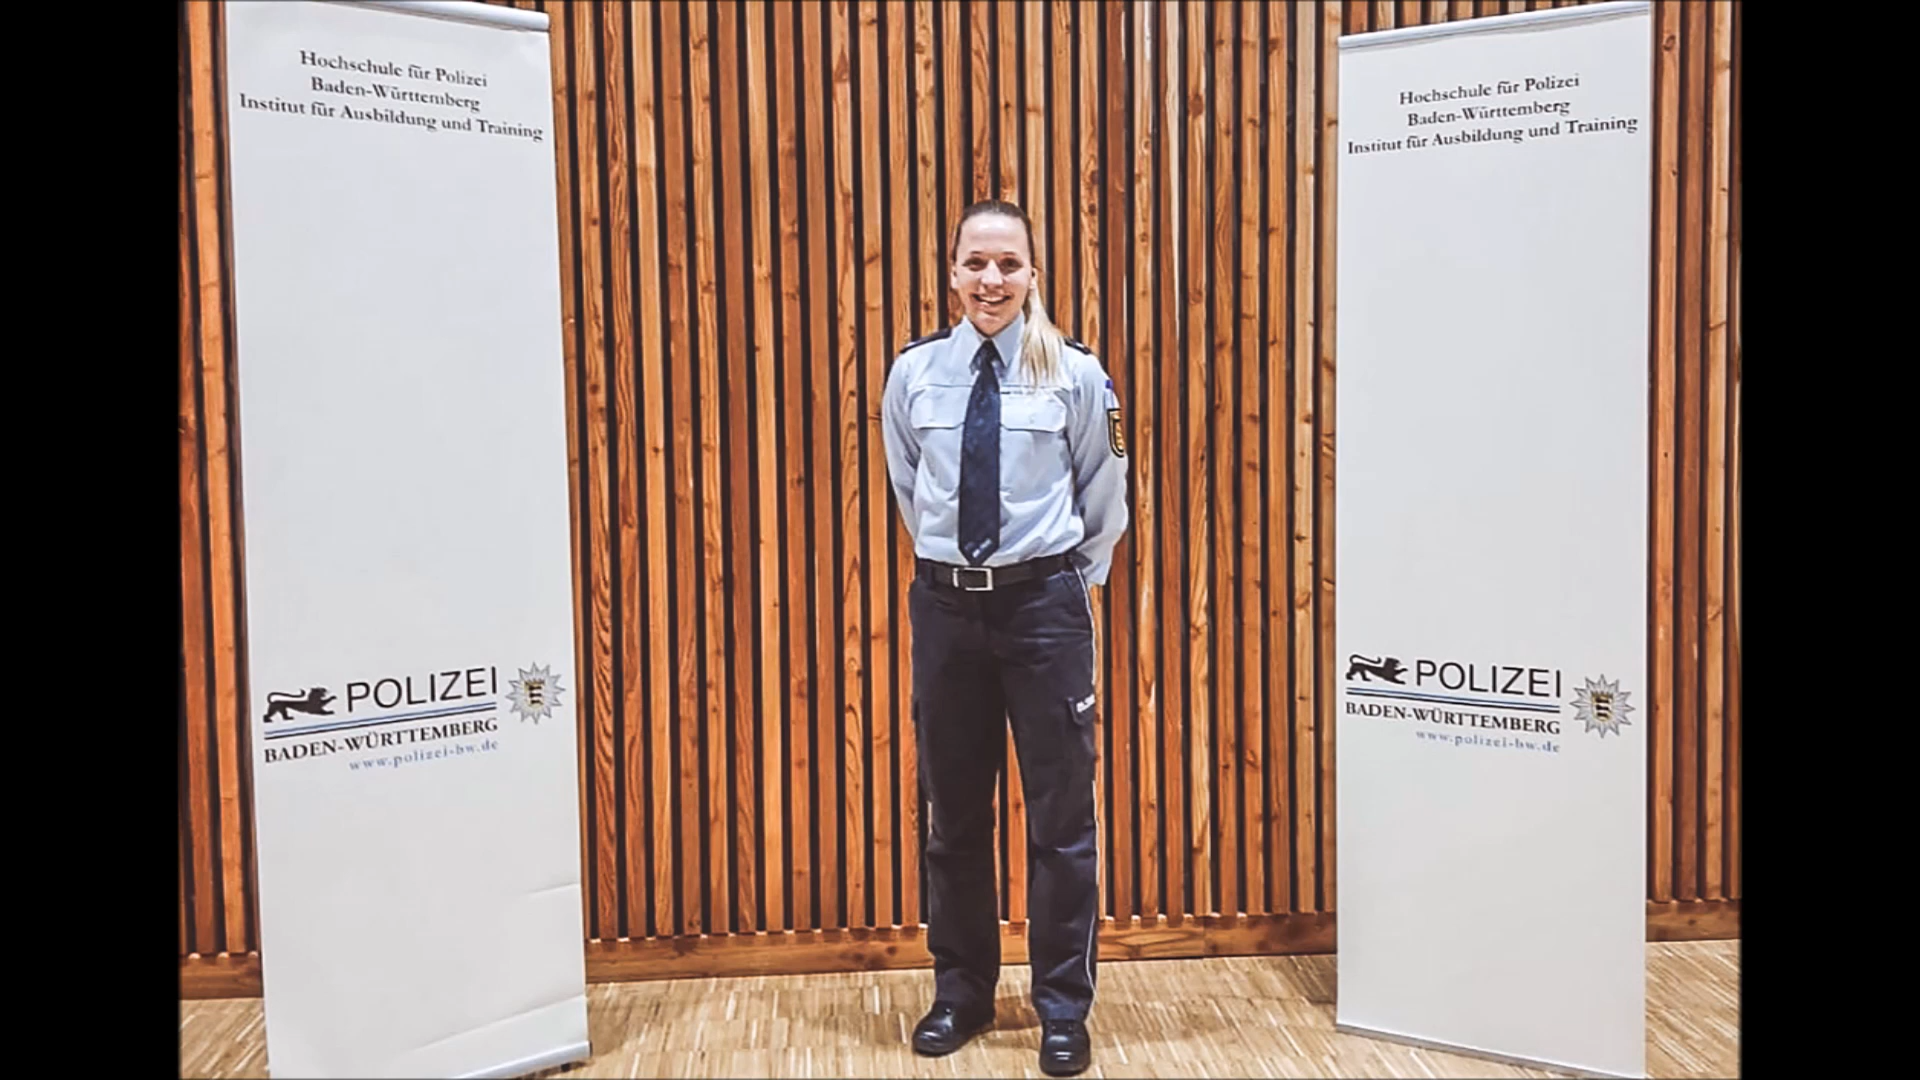 Hochschule für Polizei
Baden-Württemberg
Institut für Ausbildung und Training
POLIZEI
BADEN-WÜRTTEMBERG
www.polizei-bw.de
Hochschule für Polizei
Baden-Württemberg
Institut für Ausbildung und Training
POLIZEI
BADEN-WÜRTTEMBERG
www.polizei-bw.de